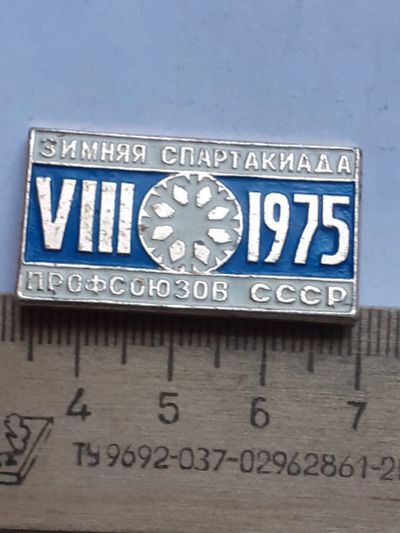 ЗИМНЯЯ СПАРТАКИАДА
VIII 1975
ПРОФСОЮЗОВ СССР
4 5 6 7
ТУ 9692-037-02962861-2